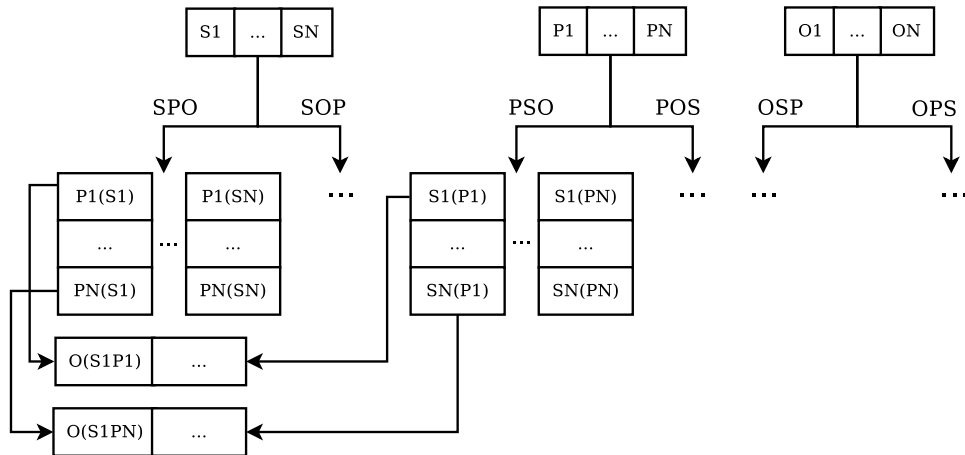 S1 ... SN P1 ... PN O1 ... ON
SPO SOP PSO POS OSP OPS
P1(S1) P1(SN) ... S1(P1) S1(PN) ... ... ...
... ... ... ... ... ...
PN(S1) PN(SN) SN(P1) SN(PN)
O(S1P1) ...
O(S1PN) ...